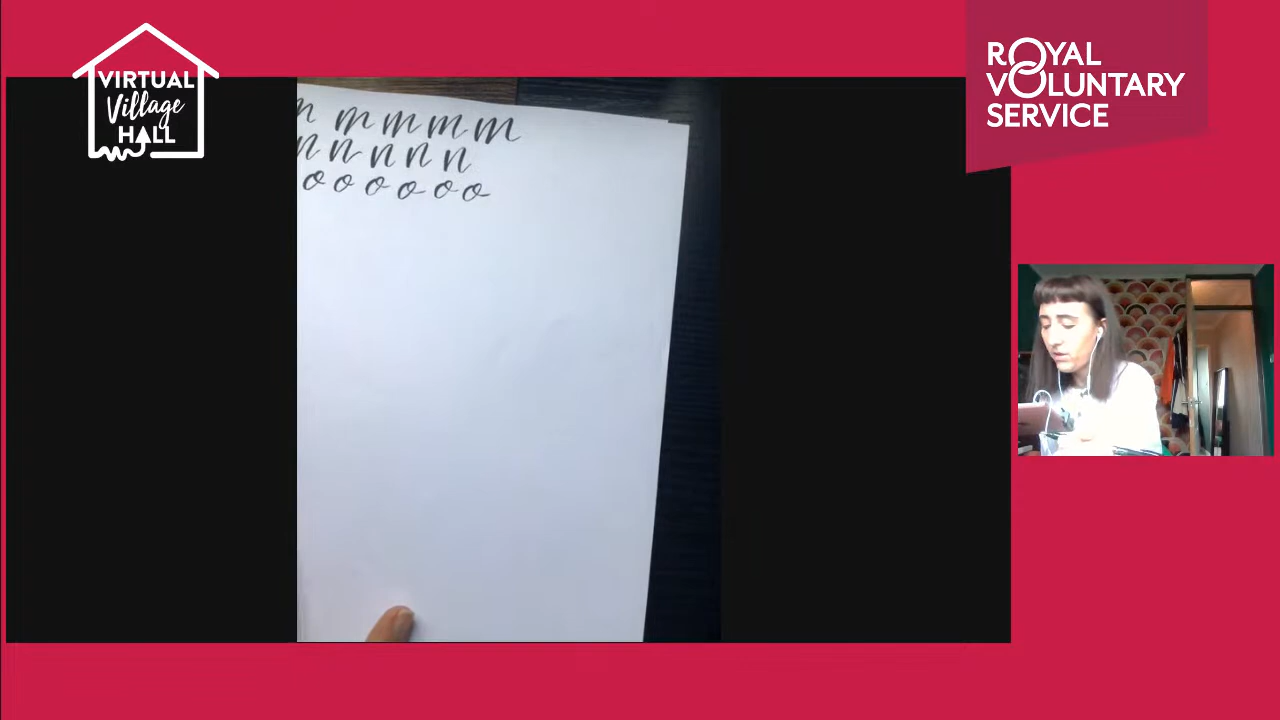 VIRTUAL
Village
HALL
ROYAL
VOLUNTARY
SERVICE
n m m m m
n n n n n
o o o o o o